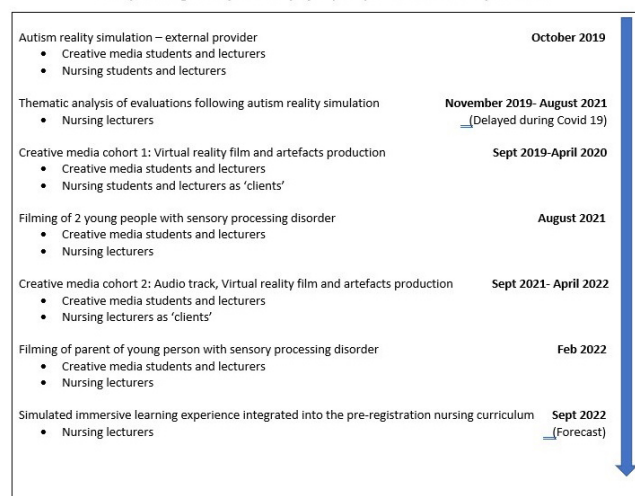 Autism reality simulation – external provider October 2019
• Creative media students and lecturers
• Nursing students and lecturers
Thematic analysis of evaluations following autism reality simulation November 2019- August 2021
• Nursing lecturers (Delayed during Covid 19)
Creative media cohort 1: Virtual reality film and artefacts production Sept 2019-April 2020
• Creative media students and lecturers
• Nursing students and lecturers as ‘clients’
Filming of 2 young people with sensory processing disorder August 2021
• Creative media students and lecturers
• Nursing lecturers
Creative media cohort 2: Audio track, Virtual reality film and artefacts production Sept 2021- April 2022
• Creative media students and lecturers
• Nursing lecturers as ‘clients’
Filming of parent of young person with sensory processing disorder Feb 2022
• Creative media students and lecturers
• Nursing lecturers
Simulated immersive learning experience integrated into the pre-registration nursing curriculum Sept 2022
• Nursing lecturers (Forecast)